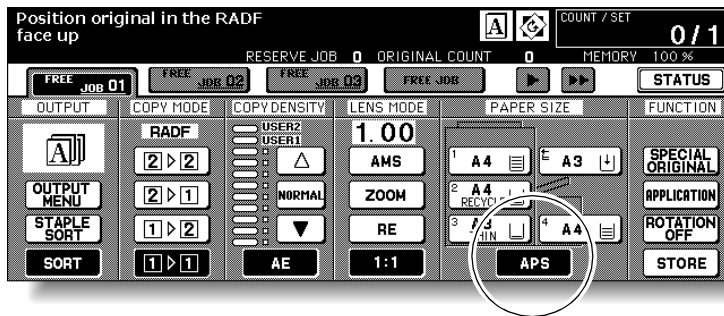 Position original in the RADF
face up
A
COUNT / SET
0 / 1
RESERVE JOB 0 ORIGINAL COUNT 0 MEMORY 100 %
FREE JOB 01
FREE JOB 02
FREE JOB 03
FREE JOB
STATUS
OUTPUT
COPY MODE
COPY DENSITY
LENS MODE
PAPER SIZE
FUNCTION
A
OUTPUT MENU
STAPLE SORT
SORT
RADF
2 ▷ 2
2 ▷ 1
1 ▷ 2
1 ▷ 1
USER2
USER1
NORMAL
AE
1.00
AMS
ZOOM
RE
1:1
1 A4
A3
2 A4
RECYCLE
3 A3
THIN
4 A4
APS
SPECIAL ORIGINAL
APPLICATION
ROTATION OFF
STORE